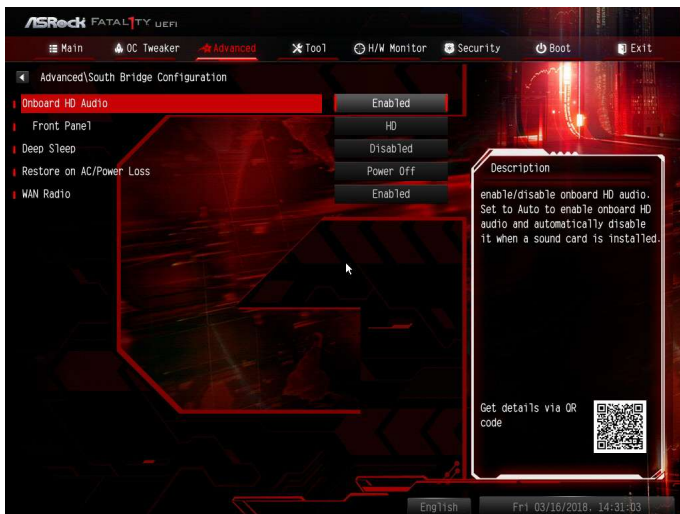 ASRock FATAL1TY UEFI
Main OC Tweaker Advanced Tool H/W Monitor Security Boot Exit
Advanced\South Bridge Configuration
Onboard HD Audio Enabled
Front Panel HD
Deep Sleep Disabled
Restore on AC/Power Loss Power Off
WAN Radio Enabled
Description
enable/disable onboard HD audio.
Set to Auto to enable onboard HD
audio and automatically disable
it when a sound card is installed.
Get details via QR
code
English Fri 03/16/2018. 14:31:03